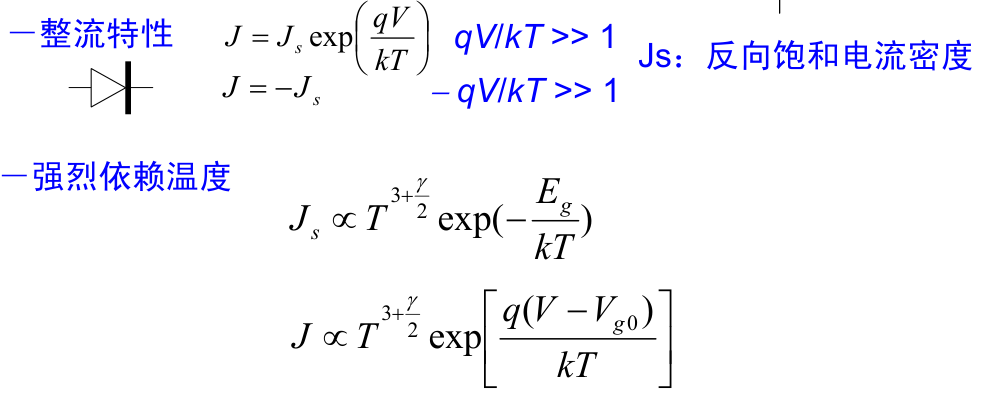 －整流特性 J = J_s exp(qV/kT) qV/kT >> 1
Js：反向饱和电流密度
J = −J_s − qV/kT >> 1
－强烈依赖温度
J_s ∝ T^{3+γ/2} exp(−E_g/kT)
J ∝ T^{3+γ/2} exp[q(V − V_{g0})/kT]